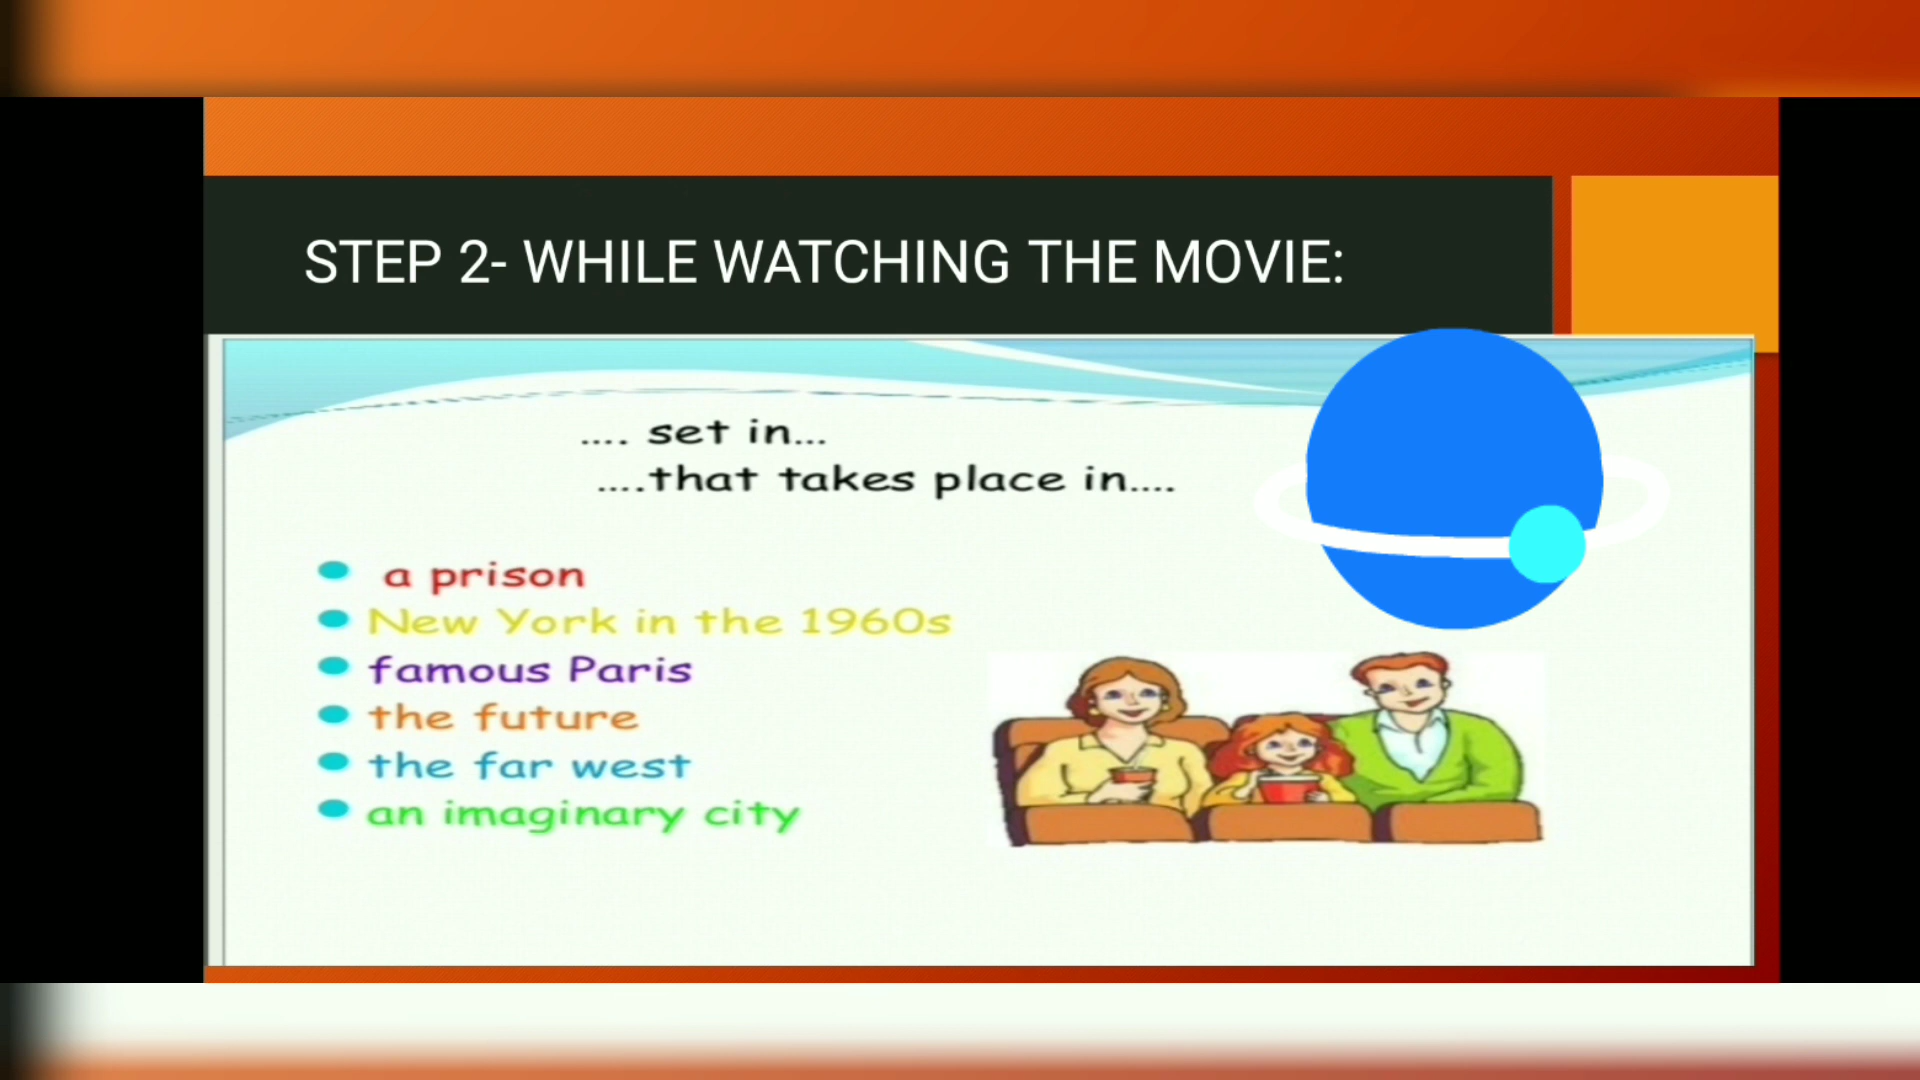 STEP 2- WHILE WATCHING THE MOVIE:
.... set in...
....that takes place in....
a prison
New York in the 1960s
famous Paris
the future
the far west
an imaginary city